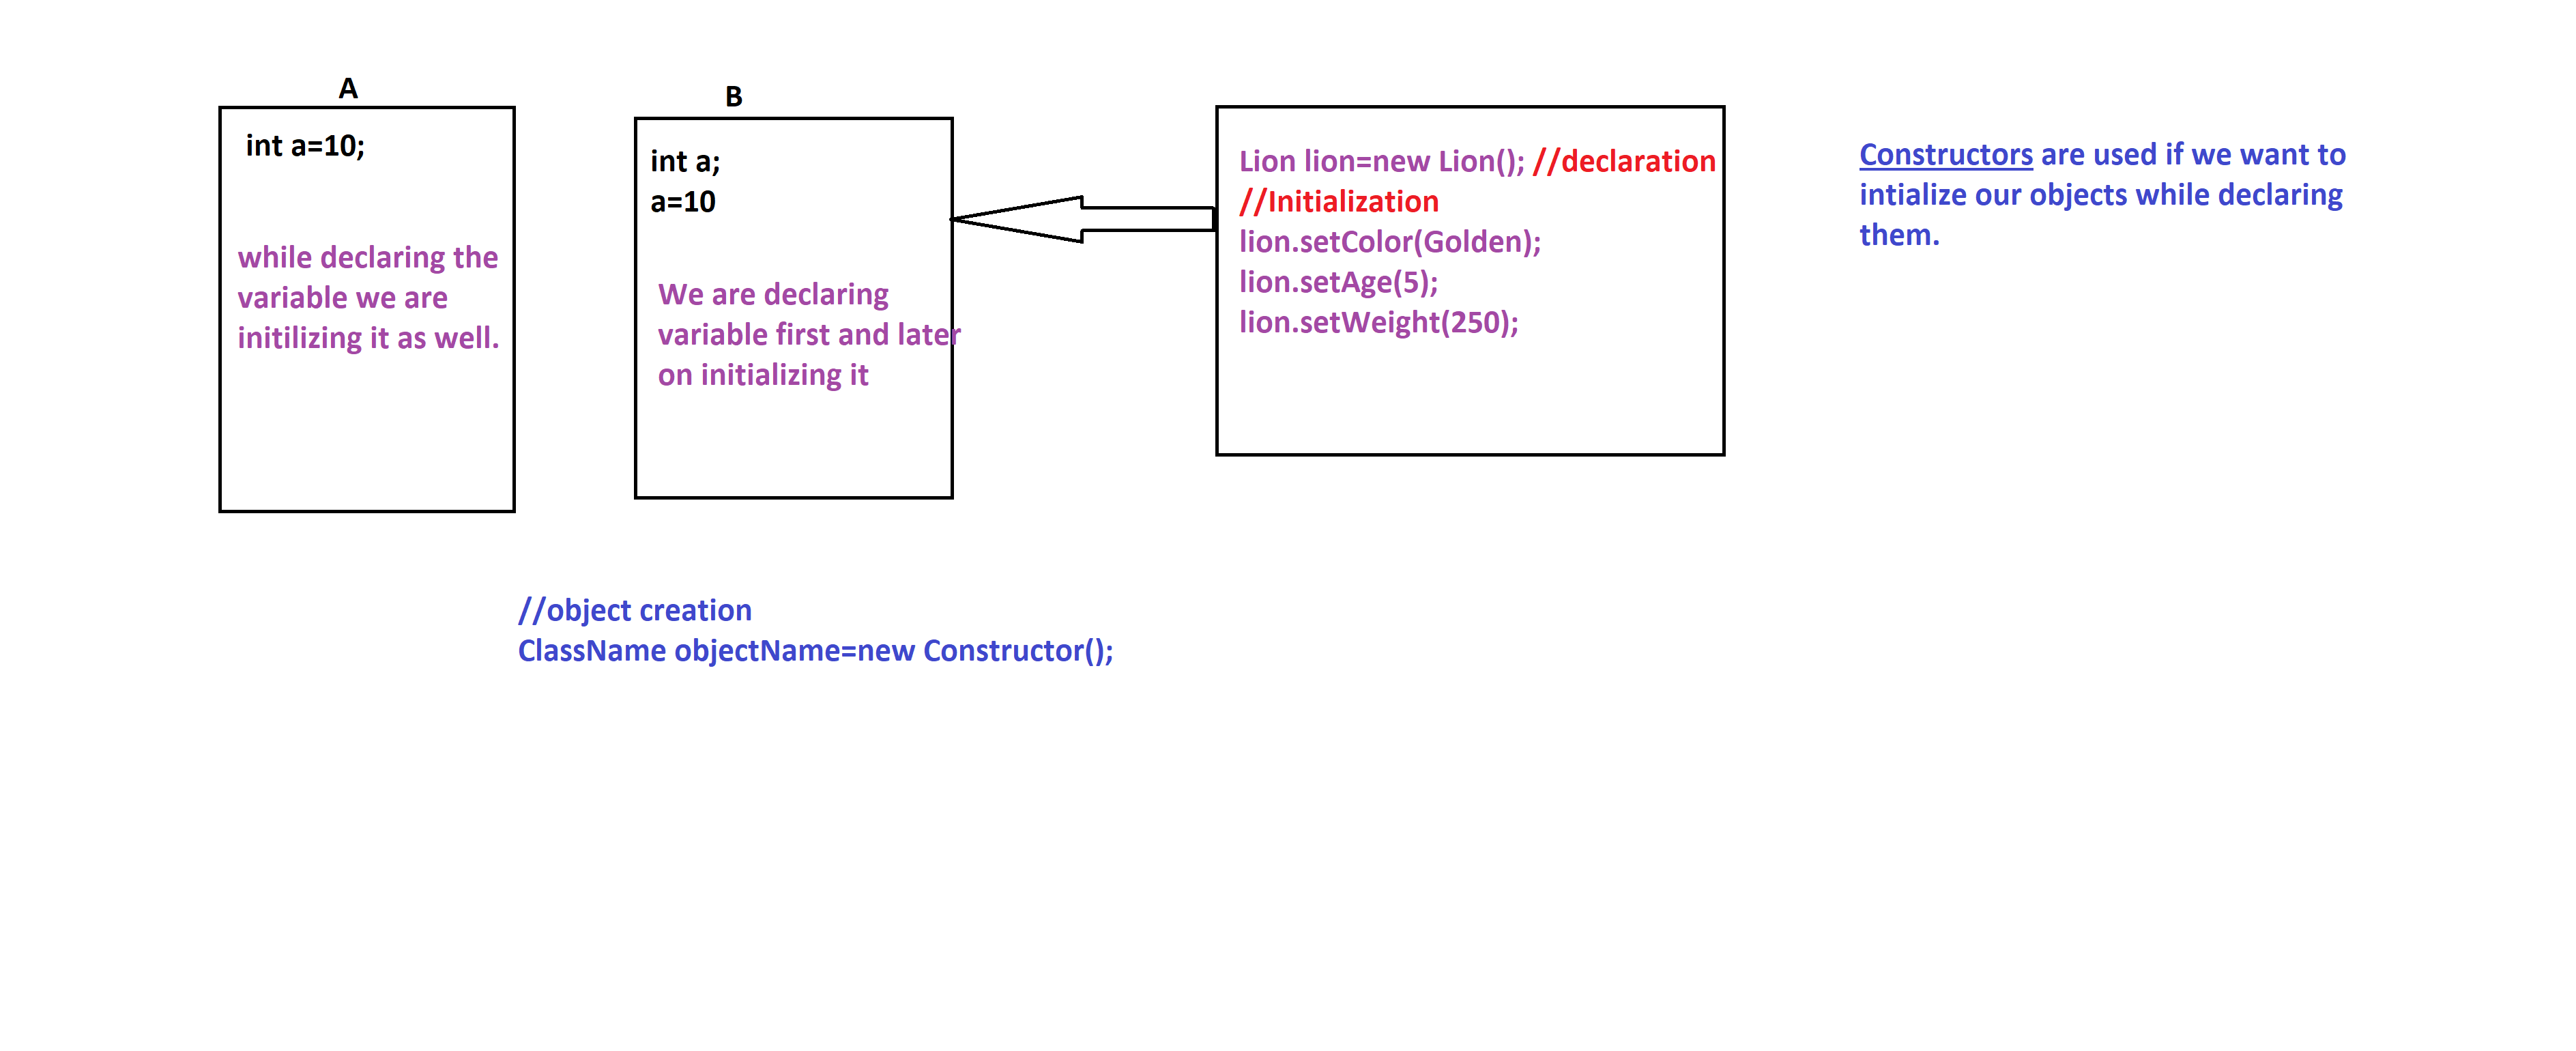 A
int a=10;
while declaring the
variable we are
initilizing it as well.
B
int a;
a=10
We are declaring
variable first and later
on initializing it
Lion lion=new Lion(); //declaration
//Initialization
lion.setColor(Golden);
lion.setAge(5);
lion.setWeight(250);
Constructors are used if we want to
intialize our objects while declaring
them.
//object creation
ClassName objectName=new Constructor();